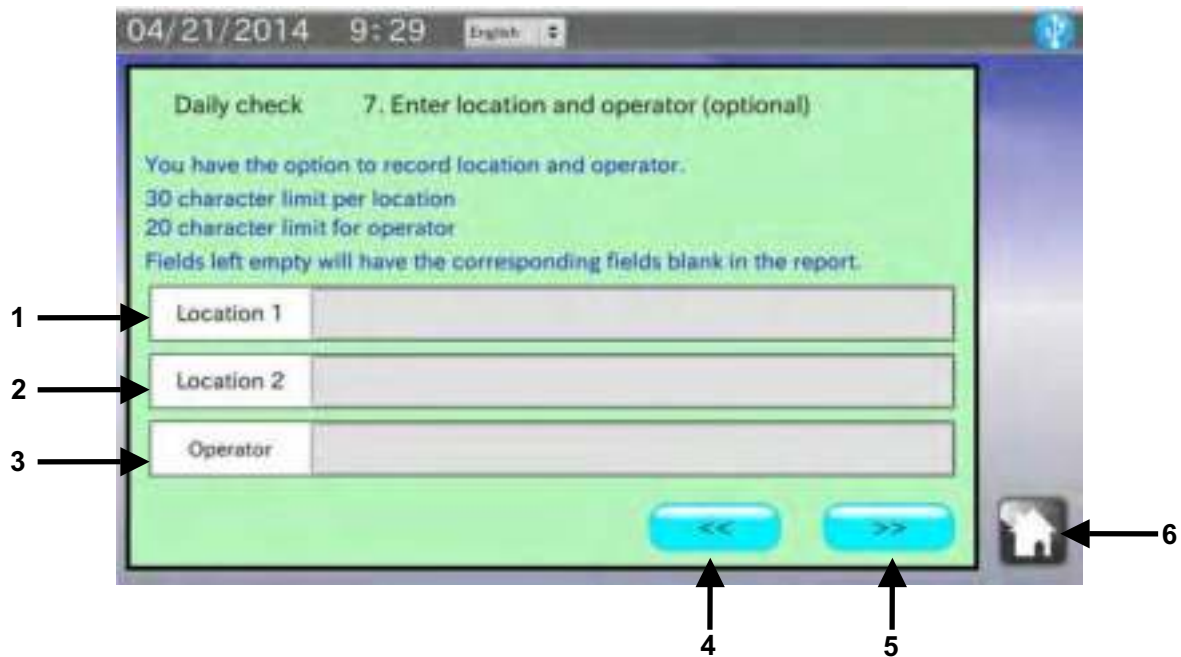 04/21/2014 9:29 English
Daily check 7. Enter location and operator (optional)
You have the option to record location and operator.
30 character limit per location
20 character limit for operator
Fields left empty will have the corresponding fields blank in the report.
1 Location 1
2 Location 2
3 Operator
<< >>
6
4 5